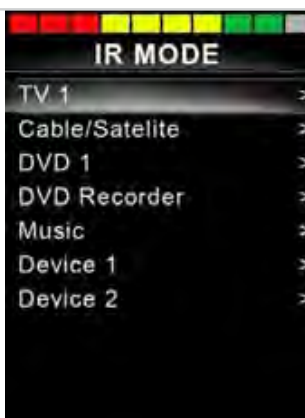 IR MODE
TV 1 >
Cable/Satelite >
DVD 1 >
DVD Recorder >
Music >
Device 1 >
Device 2 >